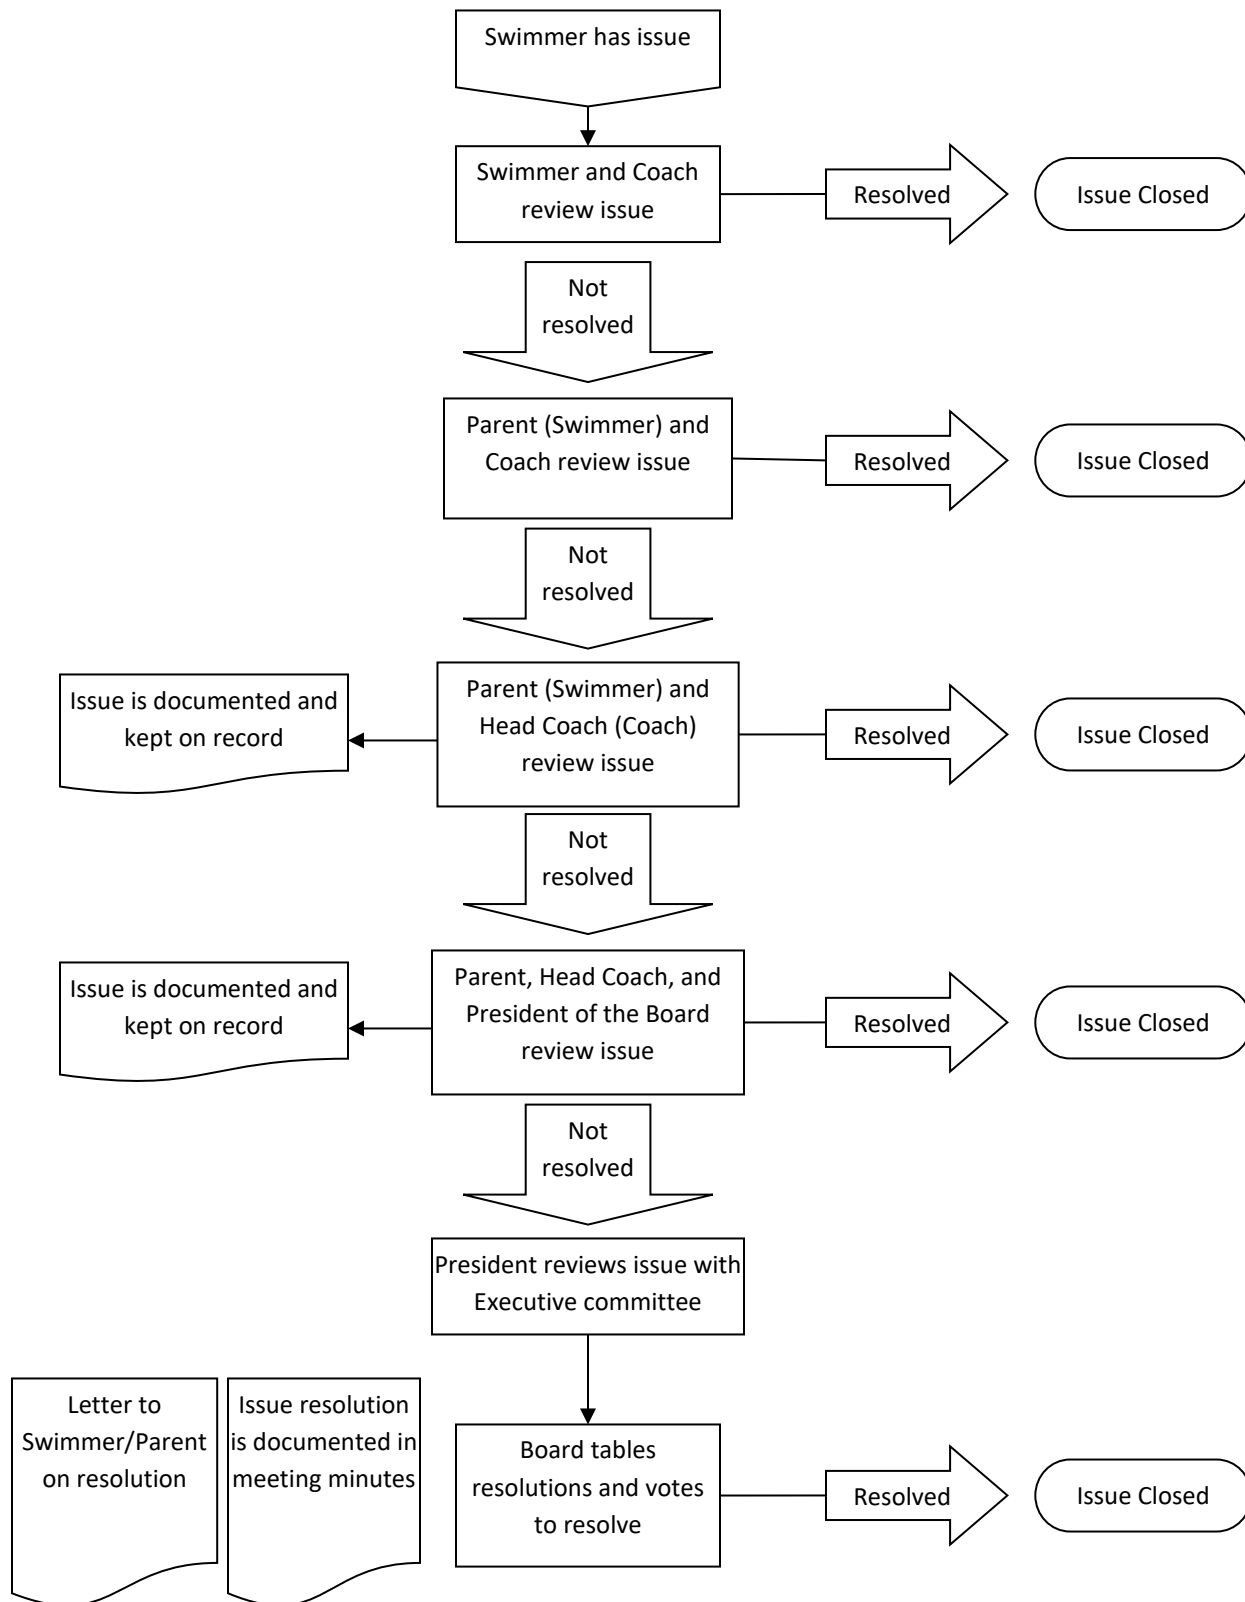 Swimmer has issue
Swimmer and Coach
review issue
Resolved
Issue Closed
Not
resolved
Parent (Swimmer) and
Coach review issue
Resolved
Issue Closed
Not
resolved
Issue is documented and
kept on record
Parent (Swimmer) and
Head Coach (Coach)
review issue
Resolved
Issue Closed
Not
resolved
Issue is documented and
kept on record
Parent, Head Coach, and
President of the Board
review issue
Resolved
Issue Closed
Not
resolved
President reviews issue with
Executive committee
Letter to
Swimmer/Parent
on resolution
Issue resolution
is documented in
meeting minutes
Board tables
resolutions and votes
to resolve
Resolved
Issue Closed